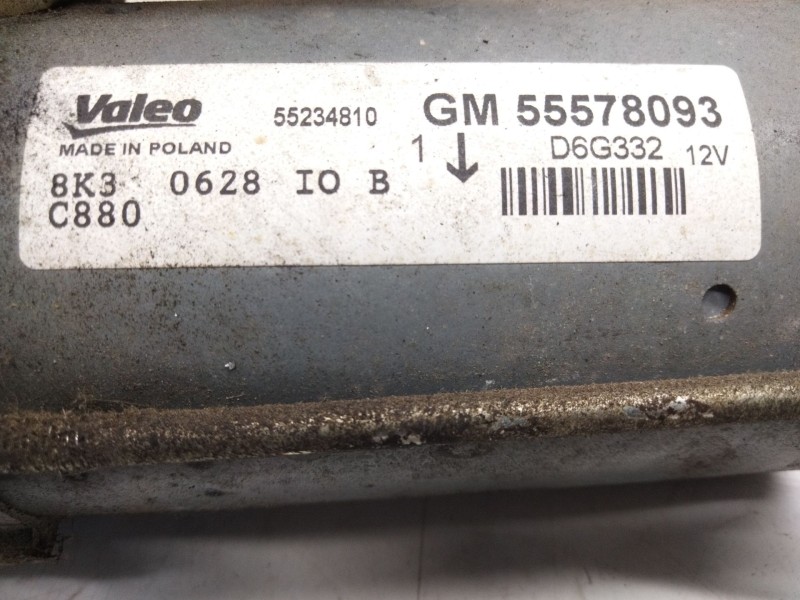 Valeo 55234810 GM 55578093
MADE IN POLAND 1 D6G332 12V
8K3 0628 IO B
C880